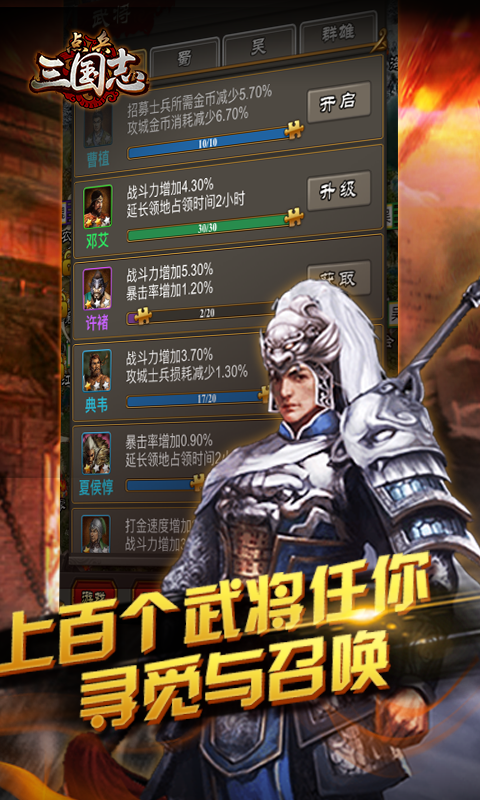 点兵
三国志
武将
蜀
吴
群雄
招募士兵所需金币减少5.70%
攻城金币消耗减少6.70%
开启
10/10
曹植
战斗力增加4.30%
延长领地占领时间2小时
升级
30/30
邓艾
战斗力增加5.30%
暴击率增加1.20%
获取
2/20
许褚
战斗力增加3.70%
攻城士兵损耗减少1.30%
17/20
典韦
暴击率增加0.90%
延长领地占领时间2小
夏侯惇
打金速度增加
战斗力增加
上百个武将任你
寻觅与召唤